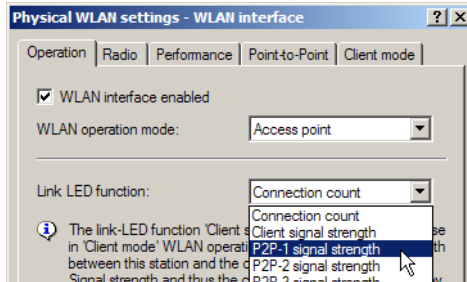 Physical WLAN settings - WLAN interface ? X
Operation Radio Performance Point-to-Point Client mode
WLAN interface enabled
WLAN operation mode: Access point
Link LED function: Connection count
Connection count
The link-LED function 'Client Client signal strength
in 'Client mode' WLAN P2P-1 signal strength
between this station and the P2P-2 signal strength
Signal strength and thus the